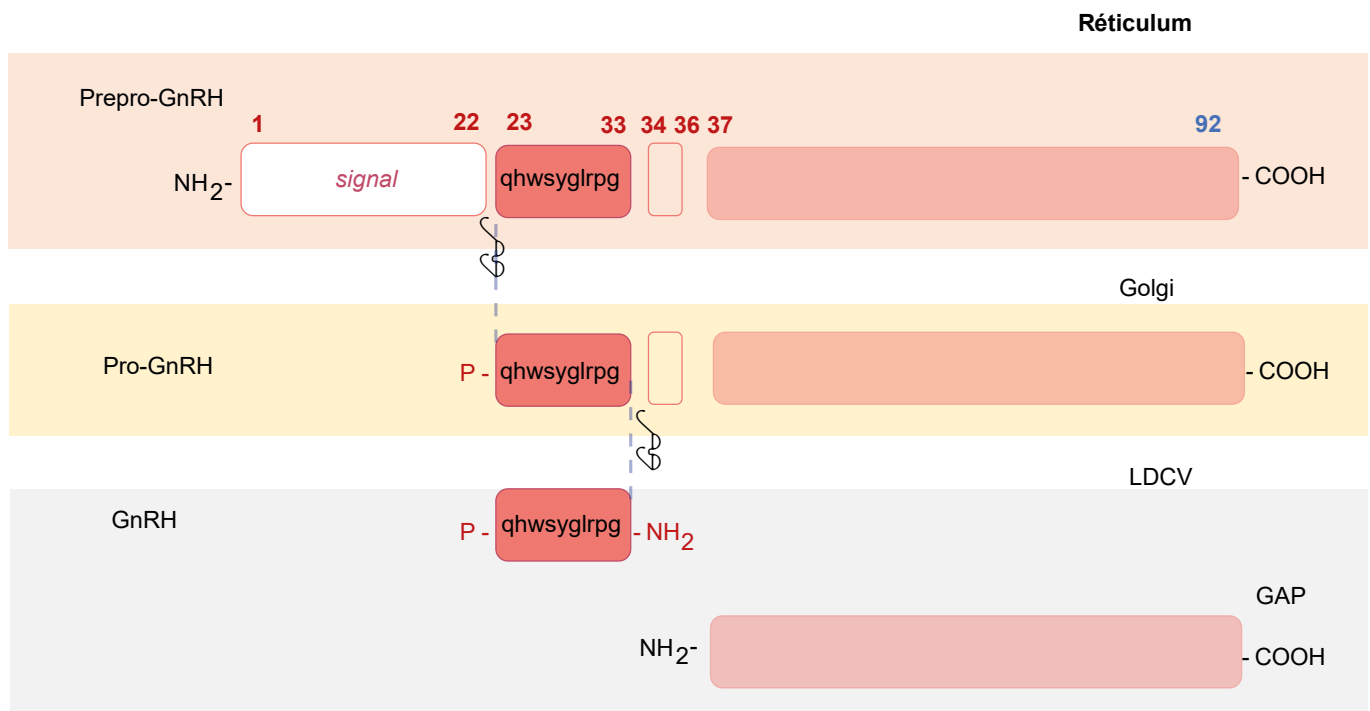 Réticulum
Prepro-GnRH
1 22 23 33 34 36 37 92
NH2- signal qhwsyglrpg - COOH
Golgi
Pro-GnRH P - qhwsyglrpg - COOH
LDCV
GnRH P - qhwsyglrpg - NH2
GAP
NH2- - COOH